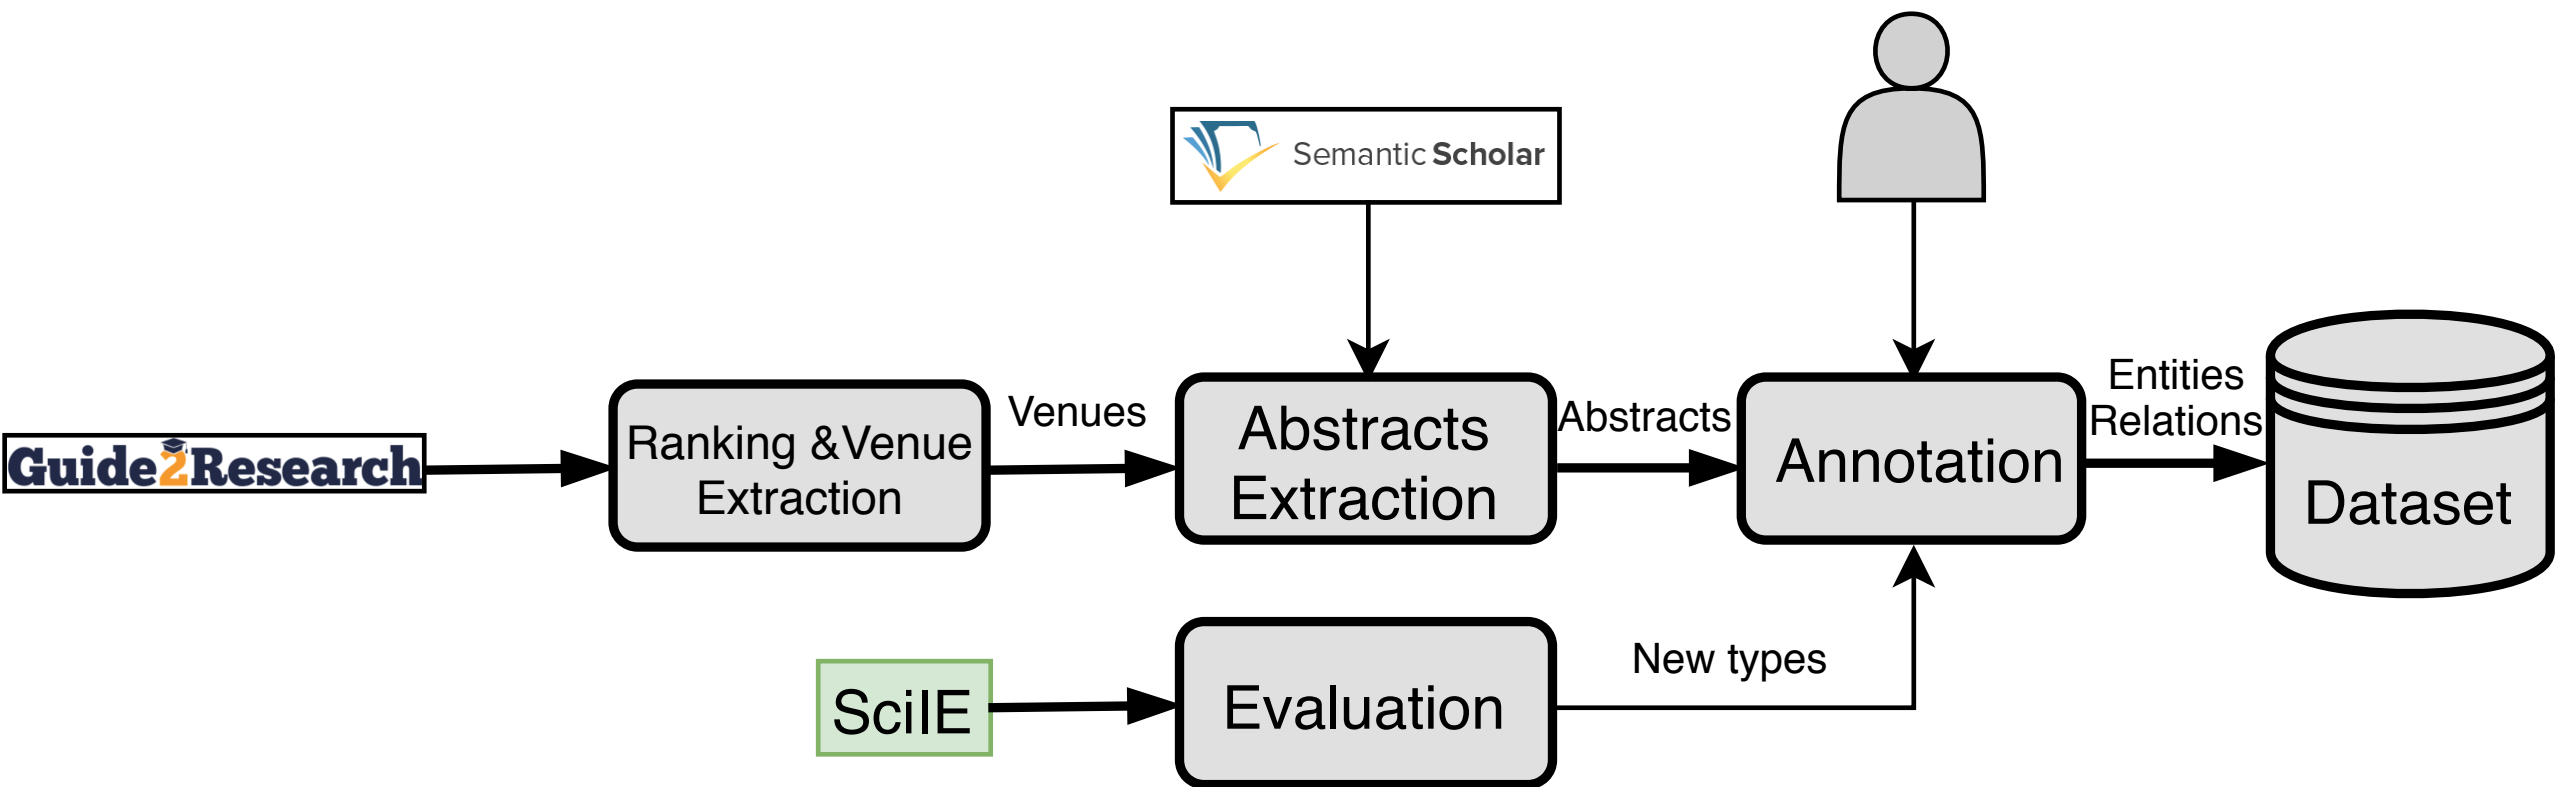 Semantic Scholar
Guide2Research
Ranking &Venue
Extraction
Venues
Abstracts
Extraction
Abstracts
Annotation
Entities
Relations
Dataset
SciIE
Evaluation
New types